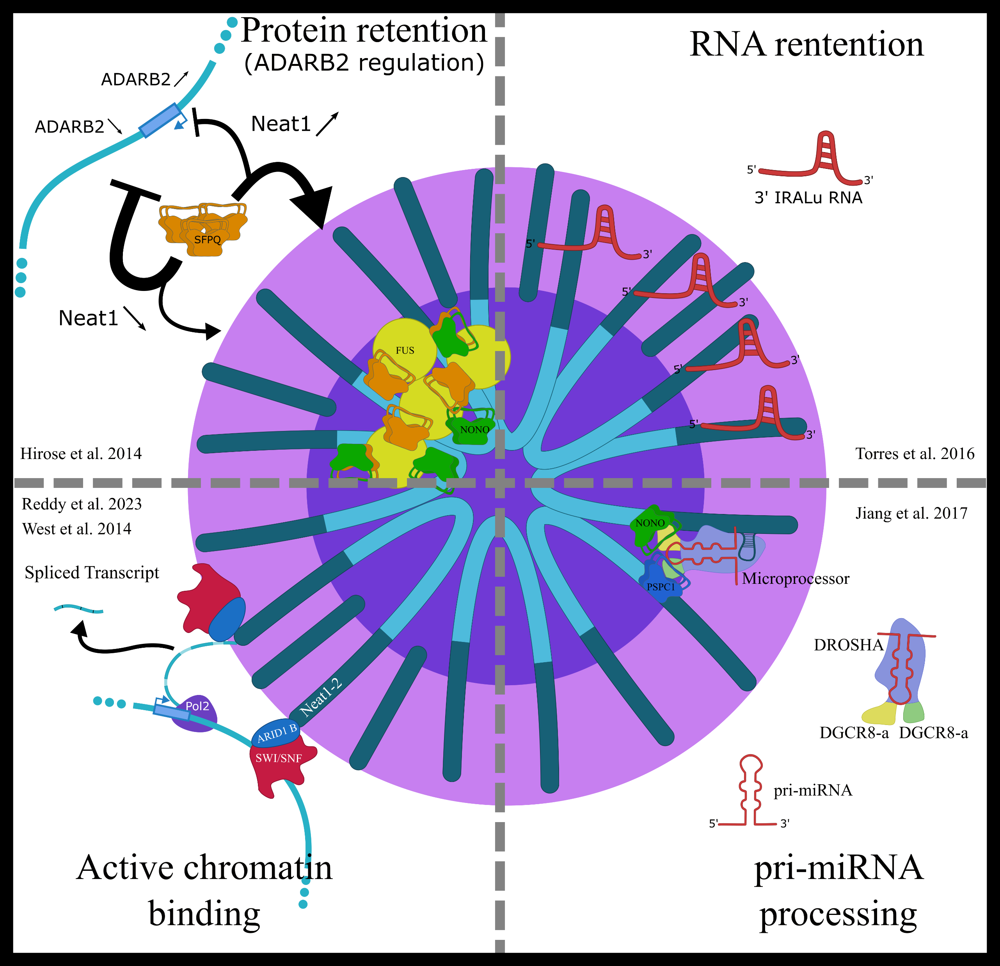 Protein retention
(ADARB2 regulation)
ADARB2
ADARB2
Neat1
SFPQ
Neat1
FUS
NONO
Hirose et al. 2014
RNA rentention
5'
3'
3' IRALu RNA
5'
3'
5'
3'
5'
3'
5'
3'
Torres et al. 2016
Reddy et al. 2023
West et al. 2014
Spliced Transcript
Pol2
Neat1-2
ARID1 B
SWI/SNF
Active chromatin
binding
Jiang et al. 2017
NONO
PSPC1
Microprocessor
DROSHA
DGCR8-a DGCR8-a
pri-miRNA
5'
3'
pri-miRNA
processing